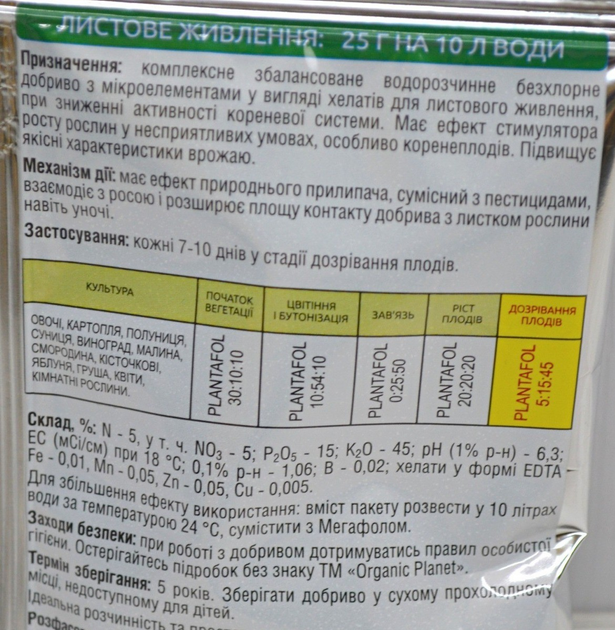 ЛИСТОВЕ ЖИВЛЕННЯ: 25 Г НА 10 Л ВОДИ
Призначення: комплексне збалансоване водорозчинне безхлорне
добриво з мікроелементами у вигляді хелатів для листового живлення,
при зниженні активності кореневої системи. Має ефект стимулятора
росту рослин у несприятливих умовах, особливо коренеплодів. Підвищує
якісні характеристики врожаю.
Механізм дії: має ефект природнього прилипача, сумісний з пестицидами,
взаємодіє з росою і розширює площу контакту добрива з листком рослини
навіть уночі.
Застосування: кожні 7-10 днів у стадії дозрівання плодів.
КУЛЬТУРА
ПОЧАТОК
ВЕГЕТАЦІЇ
ЦВІТІННЯ
І БУТОНІЗАЦІЯ
ЗАВ'ЯЗЬ
РІСТ
ПЛОДІВ
ДОЗРІВАННЯ
ПЛОДІВ
ОВОЧІ, КАРТОПЛЯ, ПОЛУНИЦЯ,
СУНИЦЯ, ВИНОГРАД, МАЛИНА,
СМОРОДИНА, КІСТОЧКОВІ,
ЯБЛУНЯ, ГРУША, КВІТИ,
КІМНАТНІ РОСЛИНИ.
PLANTAFOL
30:10:10
PLANTAFOL
10:54:10
PLANTAFOL
0:25:50
PLANTAFOL
20:20:20
PLANTAFOL
5:15:45
Склад, %: N - 5, у т. ч. NO₃ - 5; P₂O₅ - 15; K₂O - 45; pH (1% р-н) - 6,3;
EC (мСі/см) при 18 °С; 0,1% р-н - 1,06; B - 0,02; хелати у формі EDTA -
Fe - 0,01, Mn - 0,05, Zn - 0,05, Cu - 0,005.
Для збільшення ефекту використання: вміст пакету розвести у 10 літрах
води за температурою 24 °С, сумістити з Мегафолом.
Заходи безпеки: при роботі з добривом дотримуватись правил особистої
гігієни. Остерігайтесь підробок без знаку ТМ «Organic Planet».
Термін зберігання: 5 років. Зберігати добриво у сухому прохолодному
місці, недоступному для дітей.
Ідеальна розчинність та
Розфасо